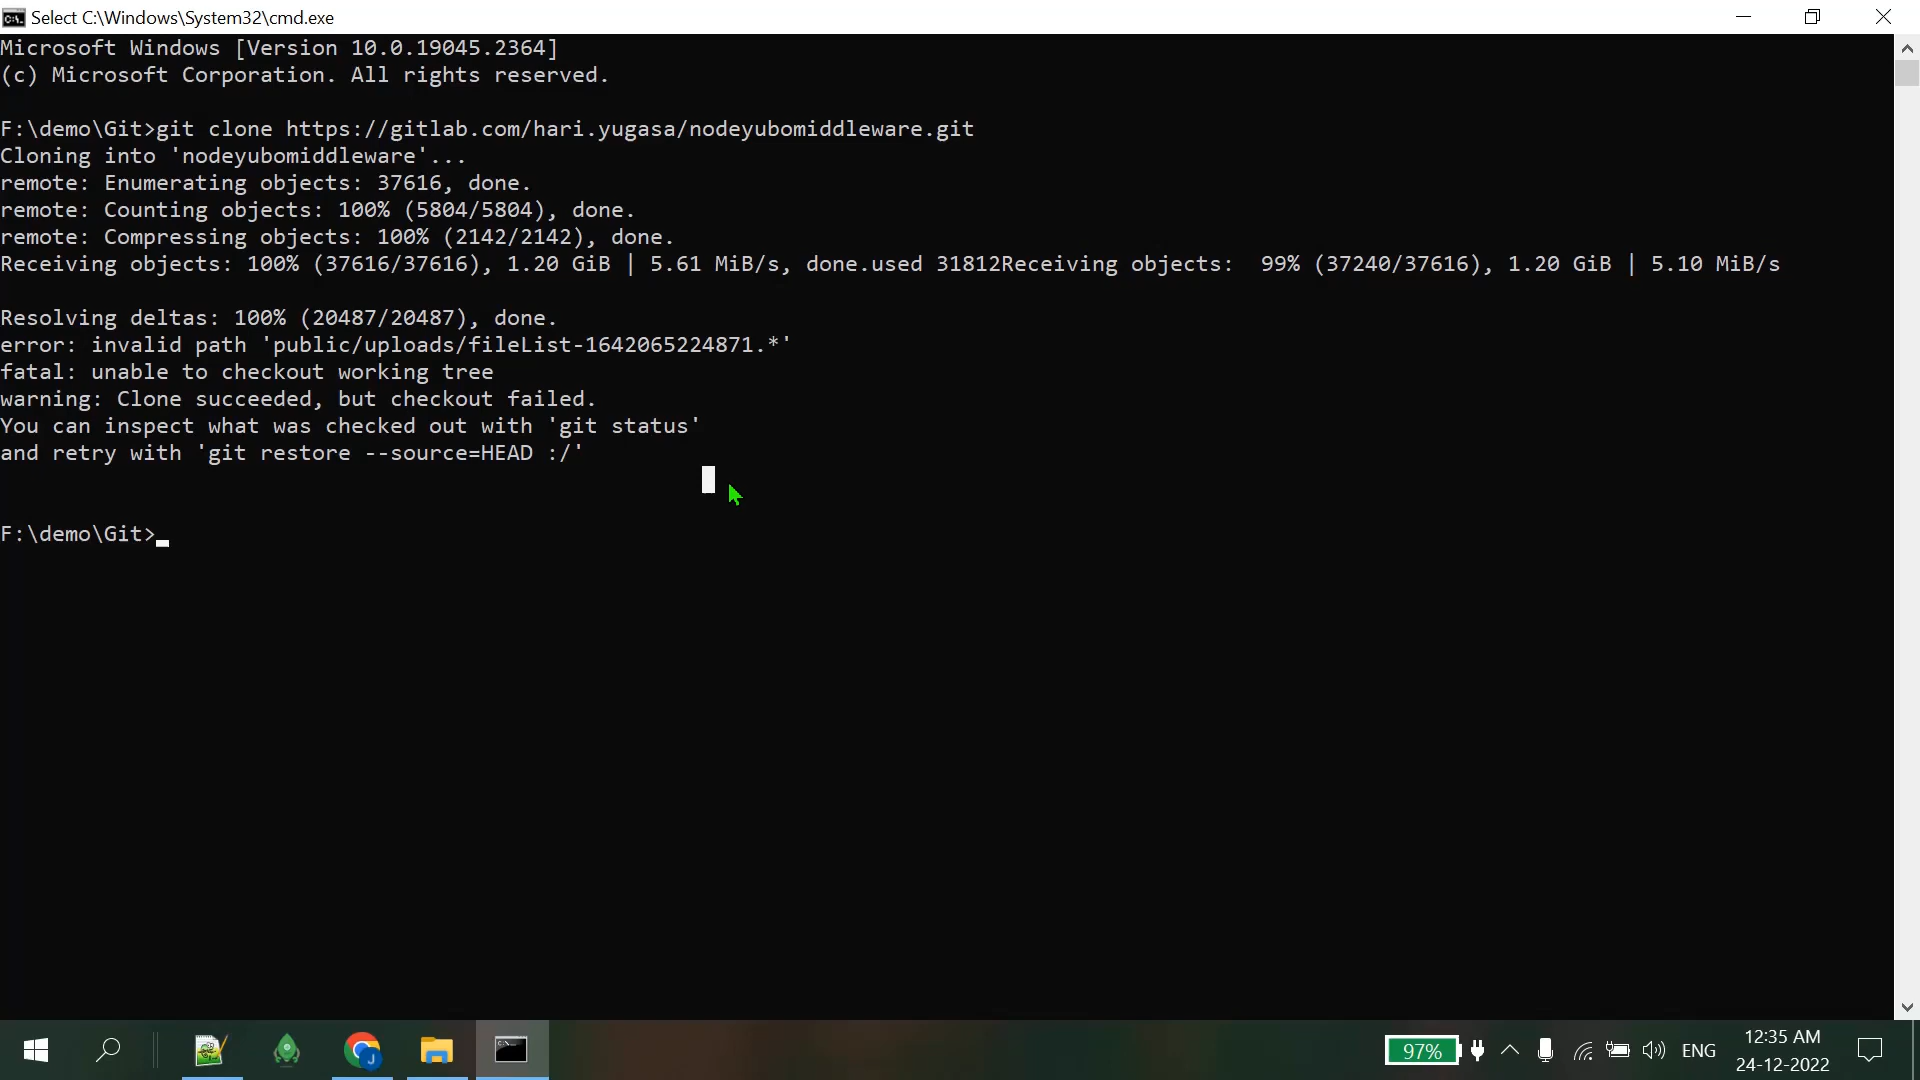 Select C:\Windows\System32\cmd.exe
Microsoft Windows [Version 10.0.19045.2364]
(c) Microsoft Corporation. All rights reserved.
F:\demo\Git>git clone https://gitlab.com/hari.yugasa/nodeyubomiddleware.git
Cloning into 'nodeyubomiddleware'...
remote: Enumerating objects: 37616, done.
remote: Counting objects: 100% (5804/5804), done.
remote: Compressing objects: 100% (2142/2142), done.
Receiving objects: 100% (37616/37616), 1.20 GiB | 5.61 MiB/s, done.used 31812Receiving objects:  99% (37240/37616), 1.20 GiB | 5.10 MiB/s
Resolving deltas: 100% (20487/20487), done.
error: invalid path 'public/uploads/fileList-1642065224871.*'
fatal: unable to checkout working tree
warning: Clone succeeded, but checkout failed.
You can inspect what was checked out with 'git status'
and retry with 'git restore --source=HEAD :/'
F:\demo\Git>
97%
ENG
12:35 AM
24-12-2022